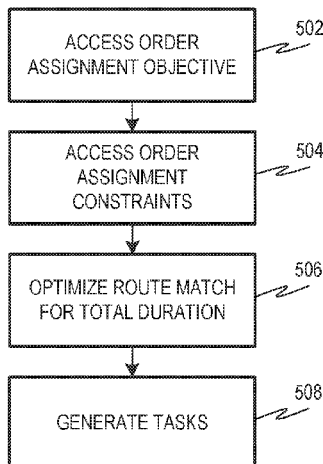 502
ACCESS ORDER
ASSIGNMENT OBJECTIVE
504
ACCESS ORDER
ASSIGNMENT
CONSTRAINTS
506
OPTIMIZE ROUTE MATCH
FOR TOTAL DURATION
508
GENERATE TASKS